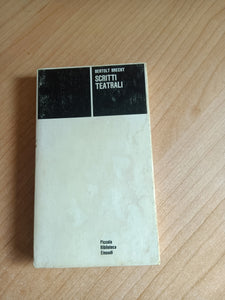 BERTOLT BRECHT
SCRITTI
TEATRALI
Piccola
Biblioteca
Einaudi